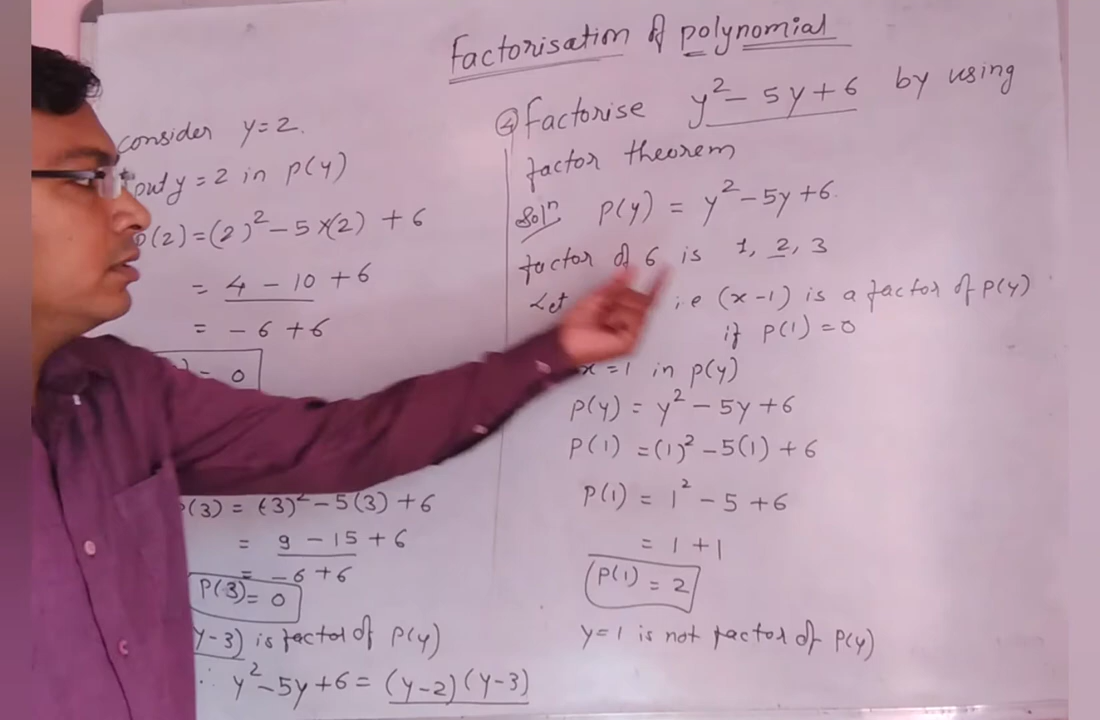 Factorisation of polynomial
④ Factorise y² - 5y + 6 by using
factor theorem
Solⁿ P(y) = y² - 5y + 6.
factor of 6 is 1, 2, 3
Let i.e (x-1) is a factor of P(y)
if P(1) = 0
x = 1 in P(y)
P(y) = y² - 5y + 6
P(1) = (1)² - 5(1) + 6
P(1) = 1² - 5 + 6
= 1 + 1
P(1) = 2
y=1 is not factor of P(y)
consider y = 2.
put y = 2 in P(y)
P(2) = (2)² - 5×(2) + 6
= 4 - 10 + 6
= - 6 + 6
= 0
P(3) = (3)² - 5(3) + 6
= 9 - 15 + 6
= -6 + 6
P(3) = 0
y-3) is factor of P(y)
∴ y² - 5y + 6 = (y-2) (y-3)